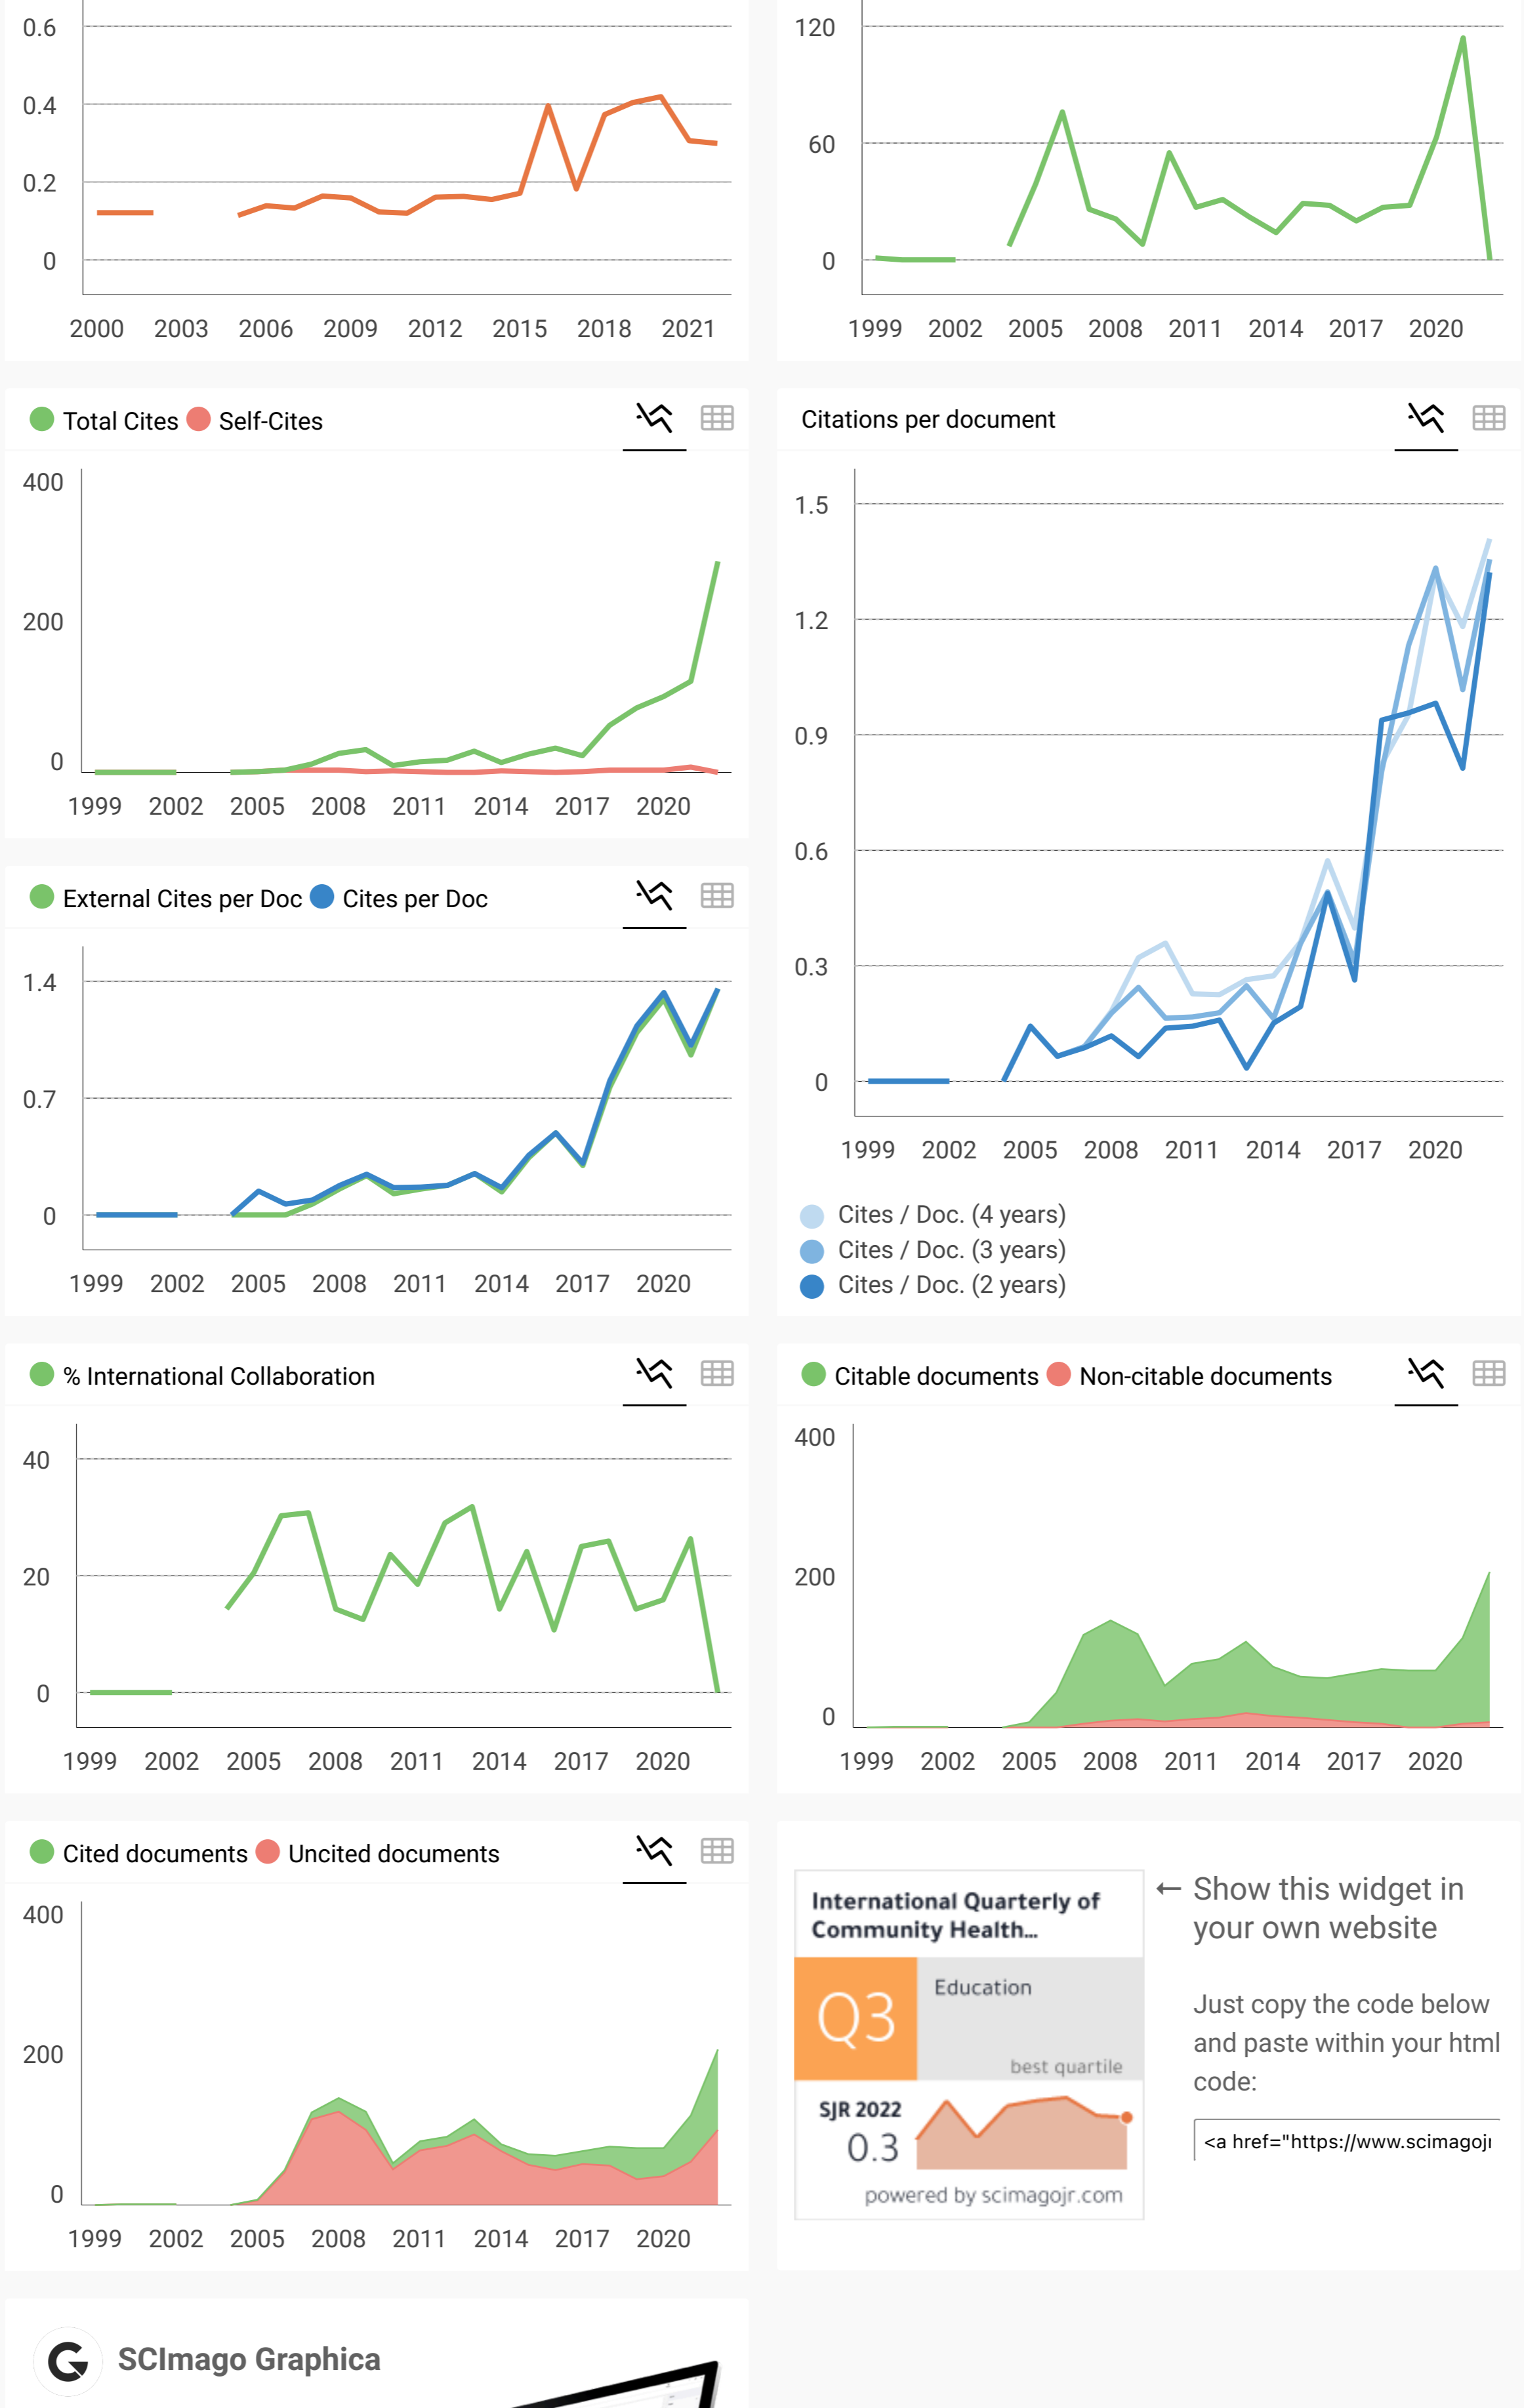 0.6
0.4
0.2
0
2000 2003 2006 2009 2012 2015 2018 2021
120
60
0
1999 2002 2005 2008 2011 2014 2017 2020
Total Cites Self-Cites
400
200
0
1999 2002 2005 2008 2011 2014 2017 2020
Citations per document
1.5
1.2
0.9
0.6
0.3
0
1999 2002 2005 2008 2011 2014 2017 2020
Cites / Doc. (4 years)
Cites / Doc. (3 years)
Cites / Doc. (2 years)
External Cites per Doc Cites per Doc
1.4
0.7
0
1999 2002 2005 2008 2011 2014 2017 2020
% International Collaboration
40
20
0
1999 2002 2005 2008 2011 2014 2017 2020
Citable documents Non-citable documents
400
200
0
1999 2002 2005 2008 2011 2014 2017 2020
Cited documents Uncited documents
400
200
0
1999 2002 2005 2008 2011 2014 2017 2020
International Quarterly of
Community Health...
Q3
Education
best quartile
SJR 2022
0.3
powered by scimagojr.com
← Show this widget in
your own website
Just copy the code below
and paste within your html
code:
<a href="https://www.scimagoj
SCImago Graphica